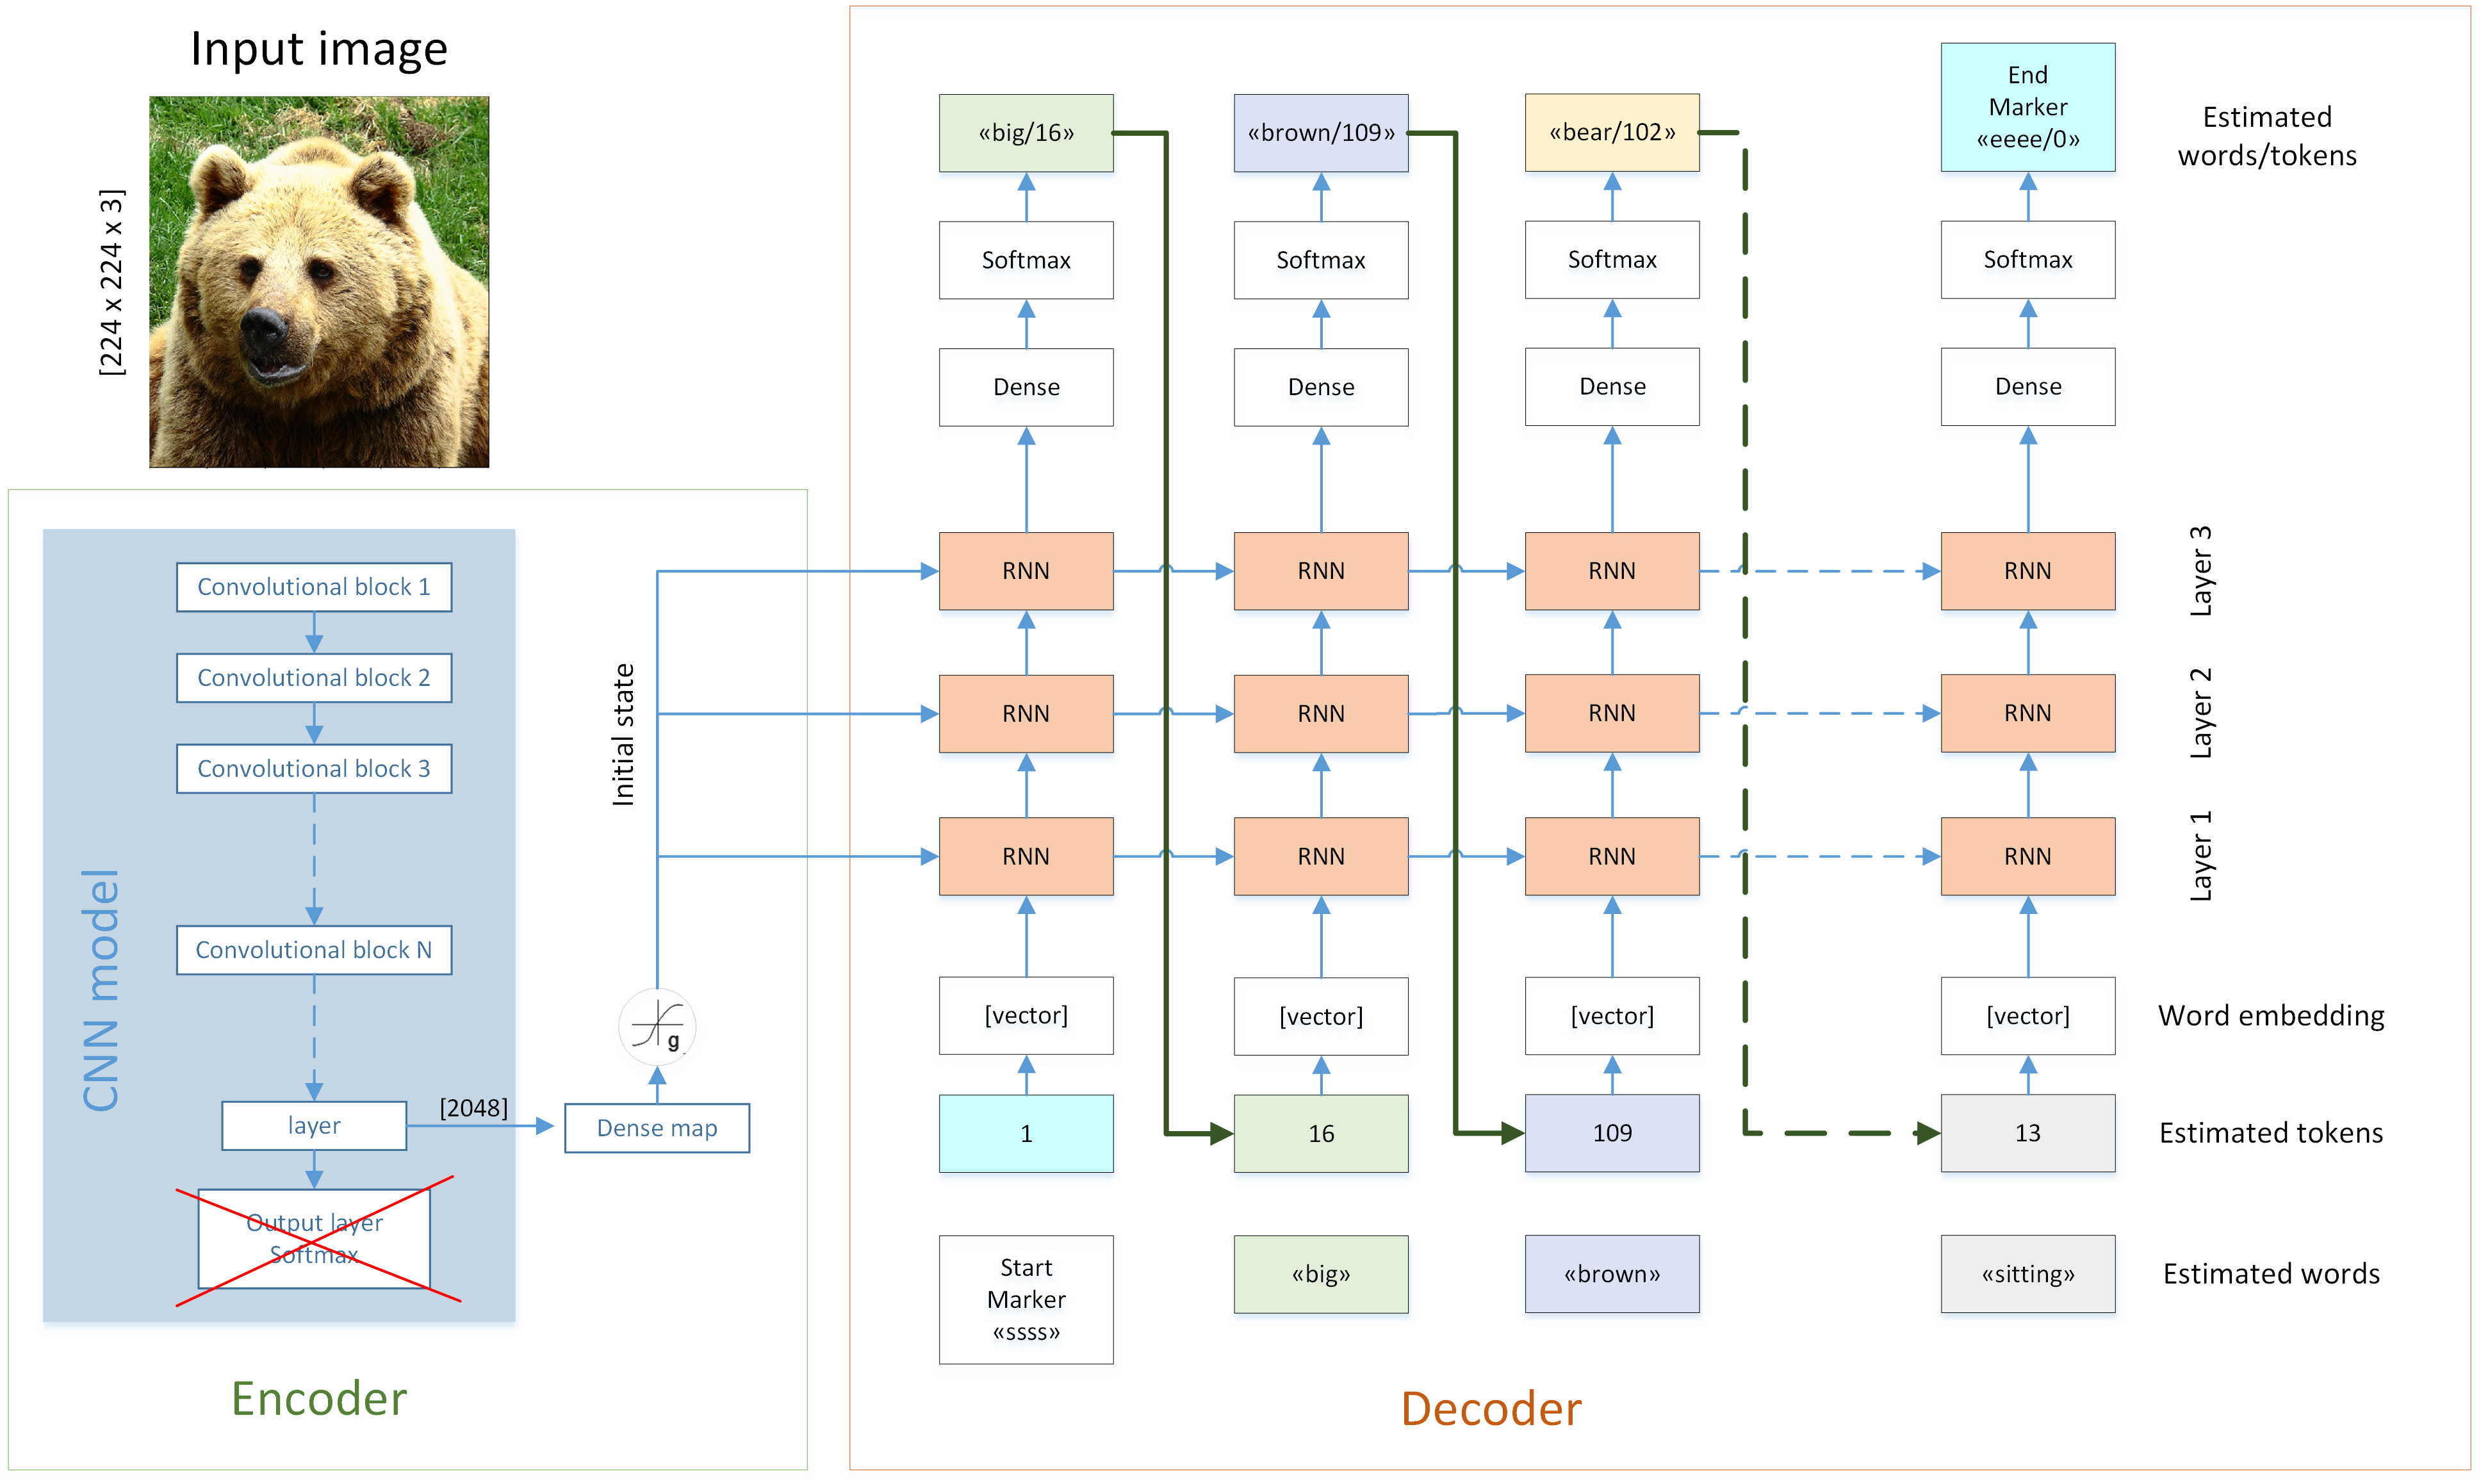 Input image
[224 x 224 x 3]
CNN model
Convolutional block 1
Convolutional block 2
Convolutional block 3
Convolutional block N
layer
[2048]
Dense map
g
Output layer
Softmax
Encoder
Initial state
«big/16»
«brown/109»
«bear/102»
End
Marker
«eeee/0»
Estimated
words/tokens
Softmax
Softmax
Softmax
Softmax
Dense
Dense
Dense
Dense
RNN
RNN
RNN
RNN
Layer 3
RNN
RNN
RNN
RNN
Layer 2
RNN
RNN
RNN
RNN
Layer 1
[vector]
[vector]
[vector]
[vector]
Word embedding
1
16
109
13
Estimated tokens
Start
Marker
«ssss»
«big»
«brown»
«sitting»
Estimated words
Decoder